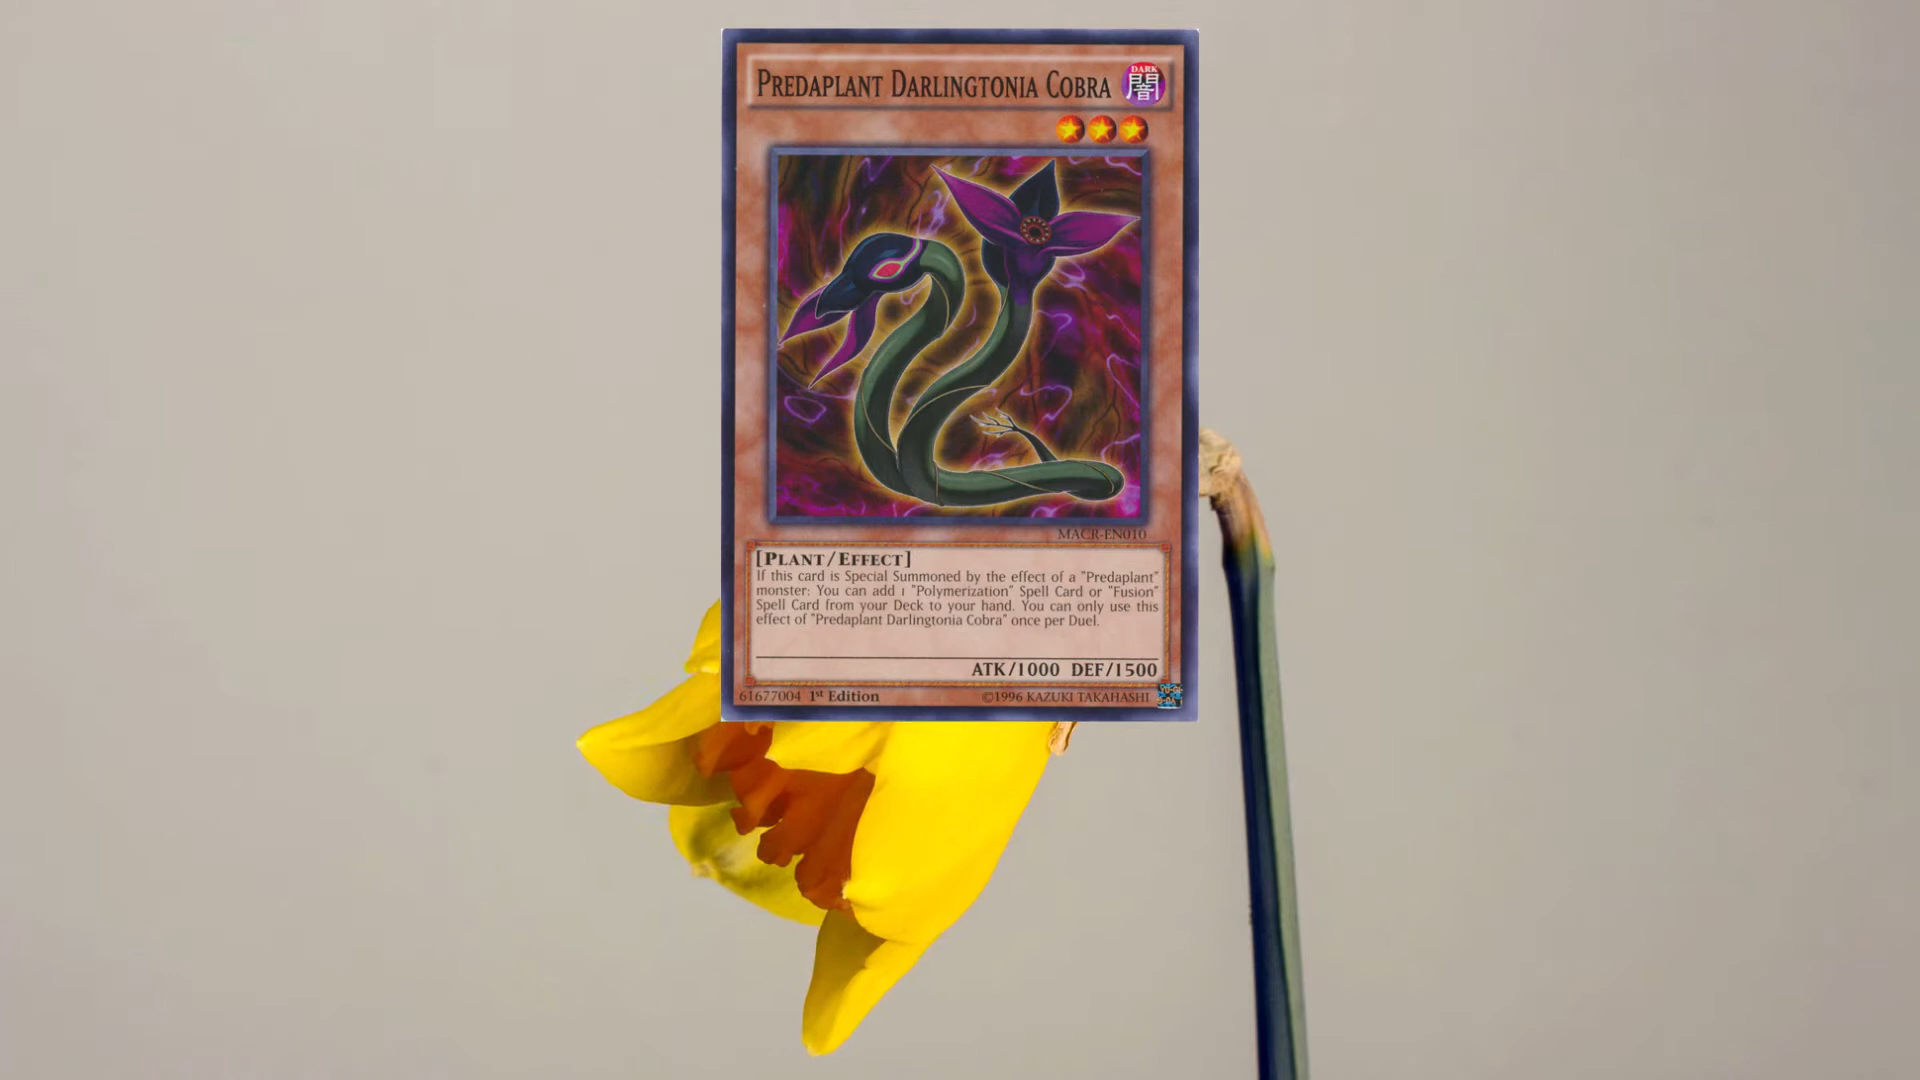 PREDAPLANT DARLINGTONIA COBRA
DARK
闇
MACR-EN010
[PLANT/EFFECT]
If this card is Special Summoned by the effect of a "Predaplant"
monster: You can add 1 "Polymerization" Spell Card or "Fusion"
Spell Card from your Deck to your hand. You can only use this
effect of "Predaplant Darlingtonia Cobra" once per Duel.
ATK/1000 DEF/1500
61677004 1st Edition ©1996 KAZUKI TAKAHASHI